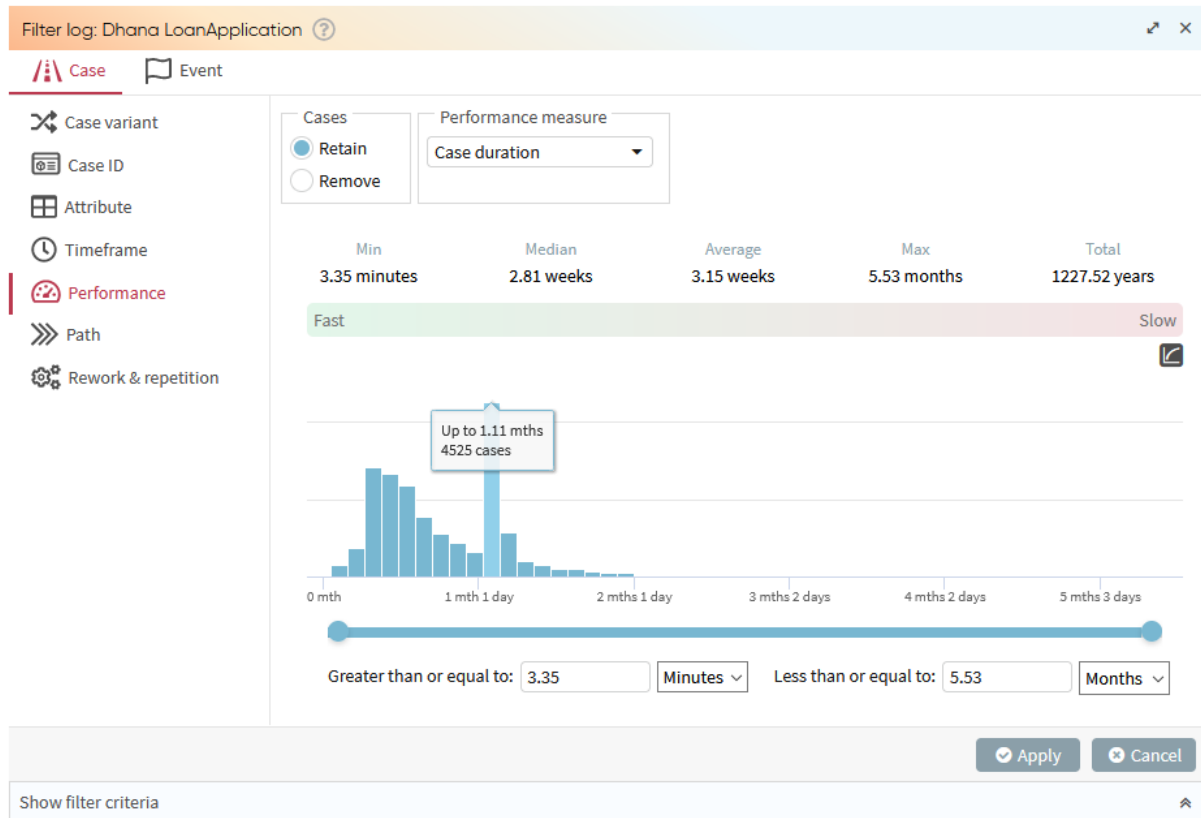 Filter log: Dhana LoanApplication ?
Case Event
Case variant
Case ID
Attribute
Timeframe
Performance
Path
Rework & repetition
Cases
Retain
Remove
Performance measure
Case duration
Min Median Average Max Total
3.35 minutes 2.81 weeks 3.15 weeks 5.53 months 1227.52 years
Fast Slow
Up to 1.11 mths
4525 cases
0 mth 1 mth 1 day 2 mths 1 day 3 mths 2 days 4 mths 2 days 5 mths 3 days
Greater than or equal to: 3.35 Minutes Less than or equal to: 5.53 Months
Apply Cancel
Show filter criteria